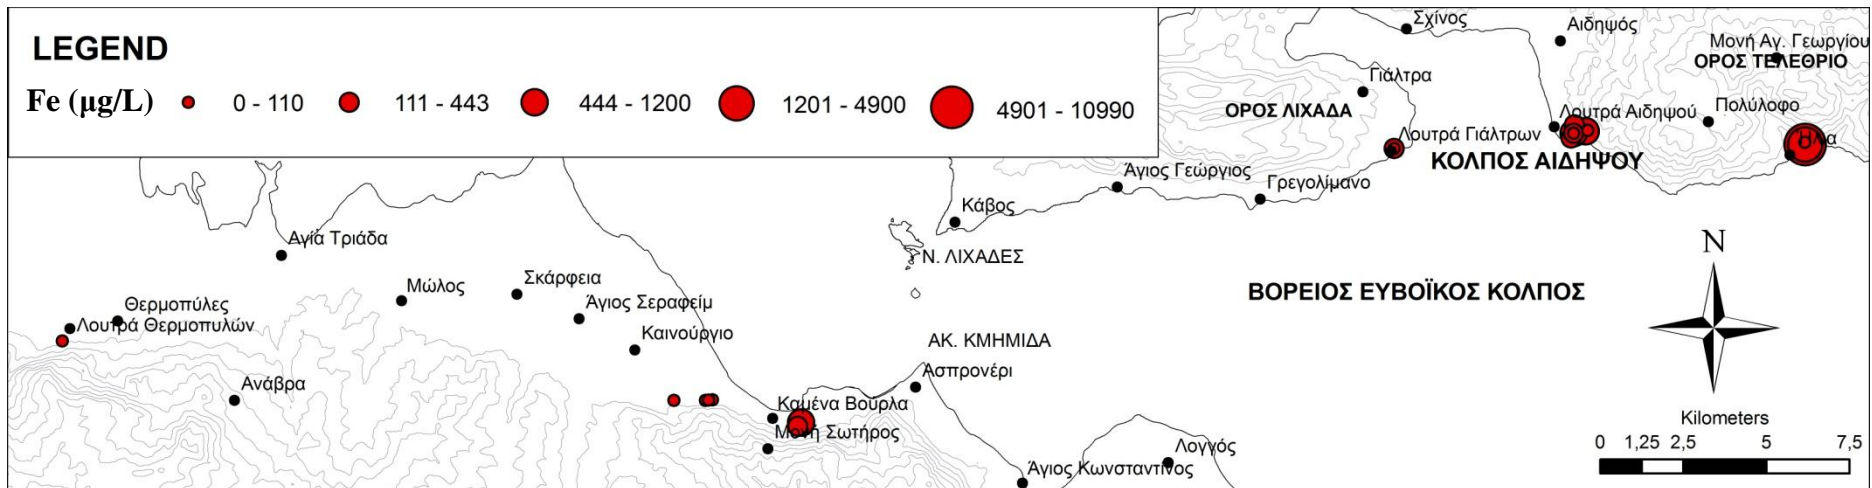 LEGEND
Fe (μg/L) 0 - 110 111 - 443 444 - 1200 1201 - 4900 4901 - 10990
Σχίνος
Αιδηψός
Μονή Αγ. Γεωργίου
ΟΡΟΣ ΤΕΛΕΘΡΙΟ
Γιάλτρα
ΟΡΟΣ ΛΙΧΑΔΑ
Λουτρά Αιδηψού
Πολύλοφο
Λουτρά Γιάλτρων
Ηλια
ΚΟΛΠΟΣ ΑΙΔΗΨΟΥ
Άγιος Γεώργιος
Γρεγολίμανο
Κάβος
Αγία Τριάδα
Ν. ΛΙΧΑΔΕΣ
Μώλος
Σκάρφεια
Άγιος Σεραφείμ
ΒΟΡΕΙΟΣ ΕΥΒΟΪΚΟΣ ΚΟΛΠΟΣ
N
Θερμοπύλες
Λουτρά Θερμοπυλών
Καινούργιο
ΑΚ. ΚΜΗΜΙΔΑ
Ασπρονέρι
Ανάβρα
Καμένα Βούρλα
Μονή Σωτήρος
Λογγός
Άγιος Κωνσταντίνος
Kilometers
0 1,25 2,5 5 7,5